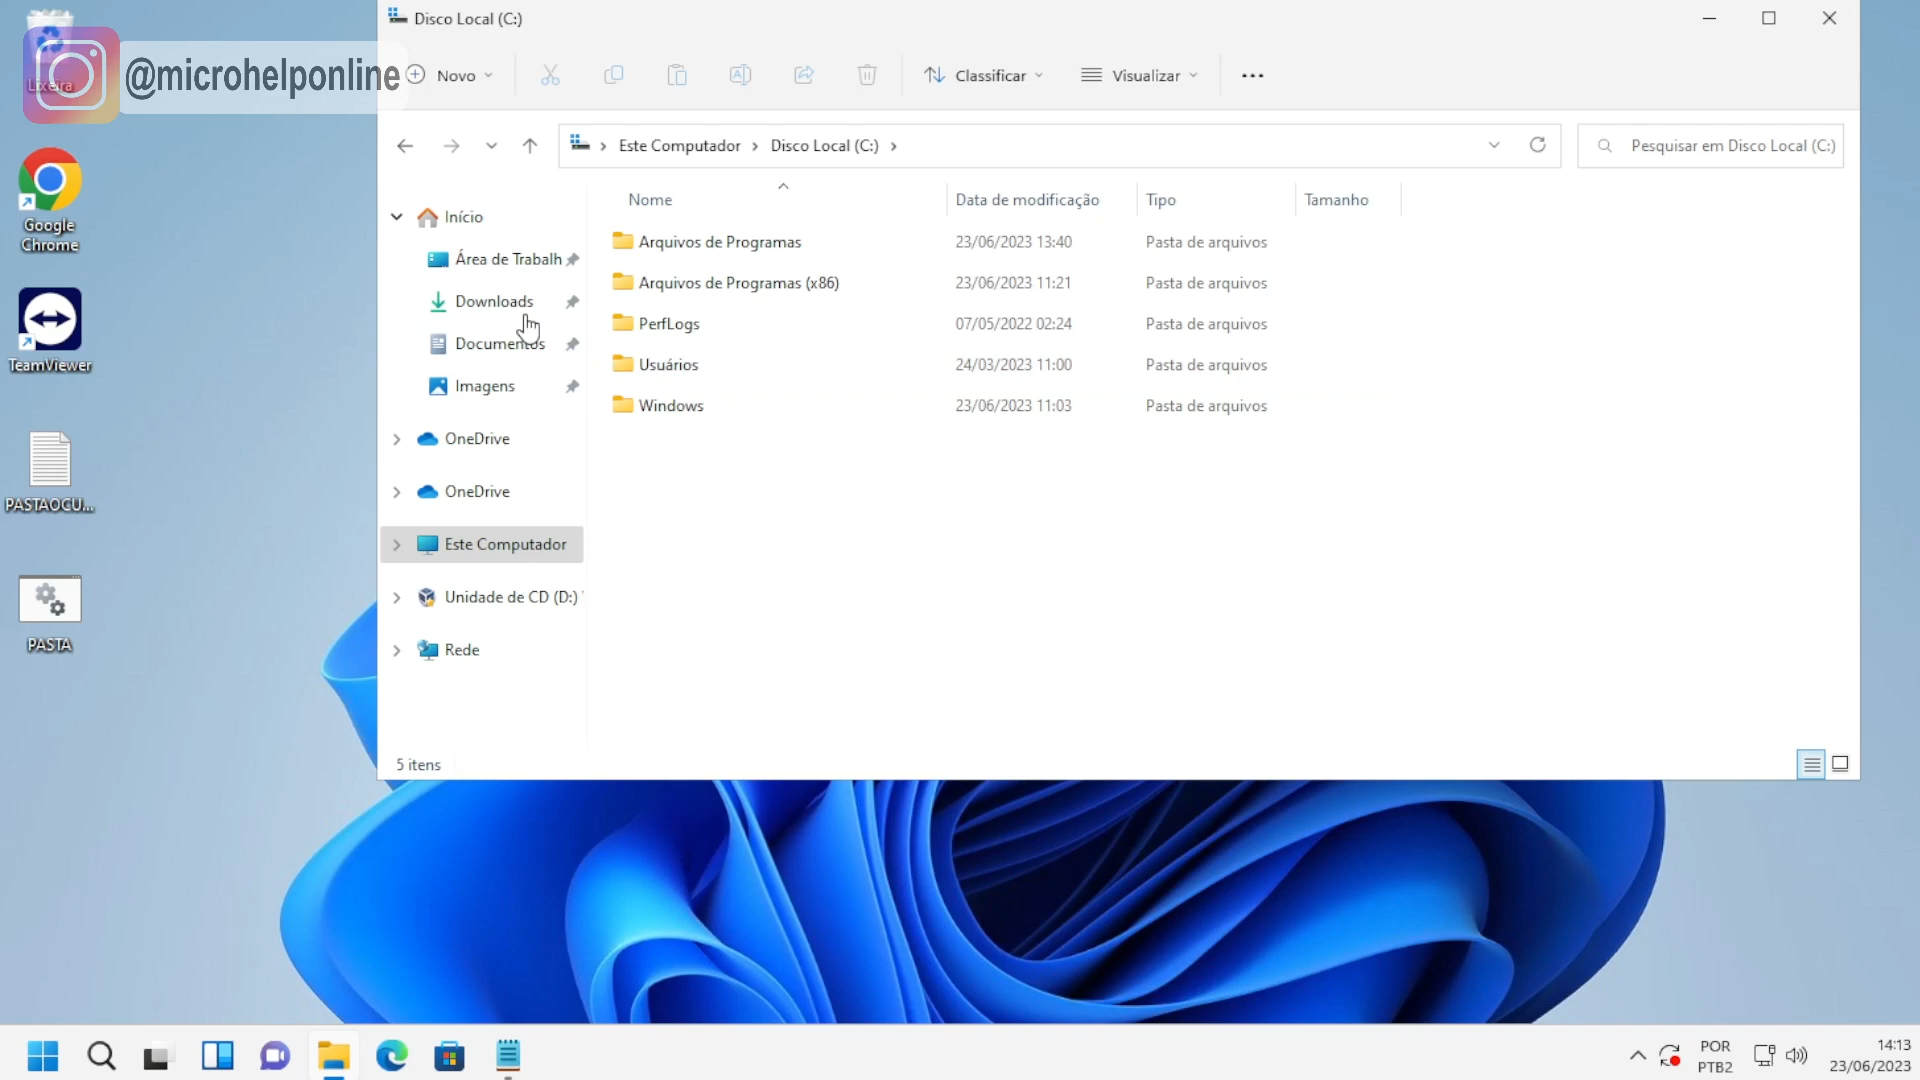 Disco Local (C:)
Lixeira
@microhelponline
Novo
Classificar
Visualizar
Este Computador
Disco Local (C:)
Pesquisar em Disco Local (C:)
Nome
Data de modificação
Tipo
Tamanho
Início
Área de Trabalh
Downloads
Documentos
Imagens
OneDrive
OneDrive
Este Computador
Unidade de CD (D:)
Rede
Arquivos de Programas 23/06/2023 13:40 Pasta de arquivos
Arquivos de Programas (x86) 23/06/2023 11:21 Pasta de arquivos
PerfLogs 07/05/2022 02:24 Pasta de arquivos
Usuários 24/03/2023 11:00 Pasta de arquivos
Windows 23/06/2023 11:03 Pasta de arquivos
5 itens
Google
Chrome
TeamViewer
PASTAOCU...
PASTA
POR
PTB2
14:13
23/06/2023